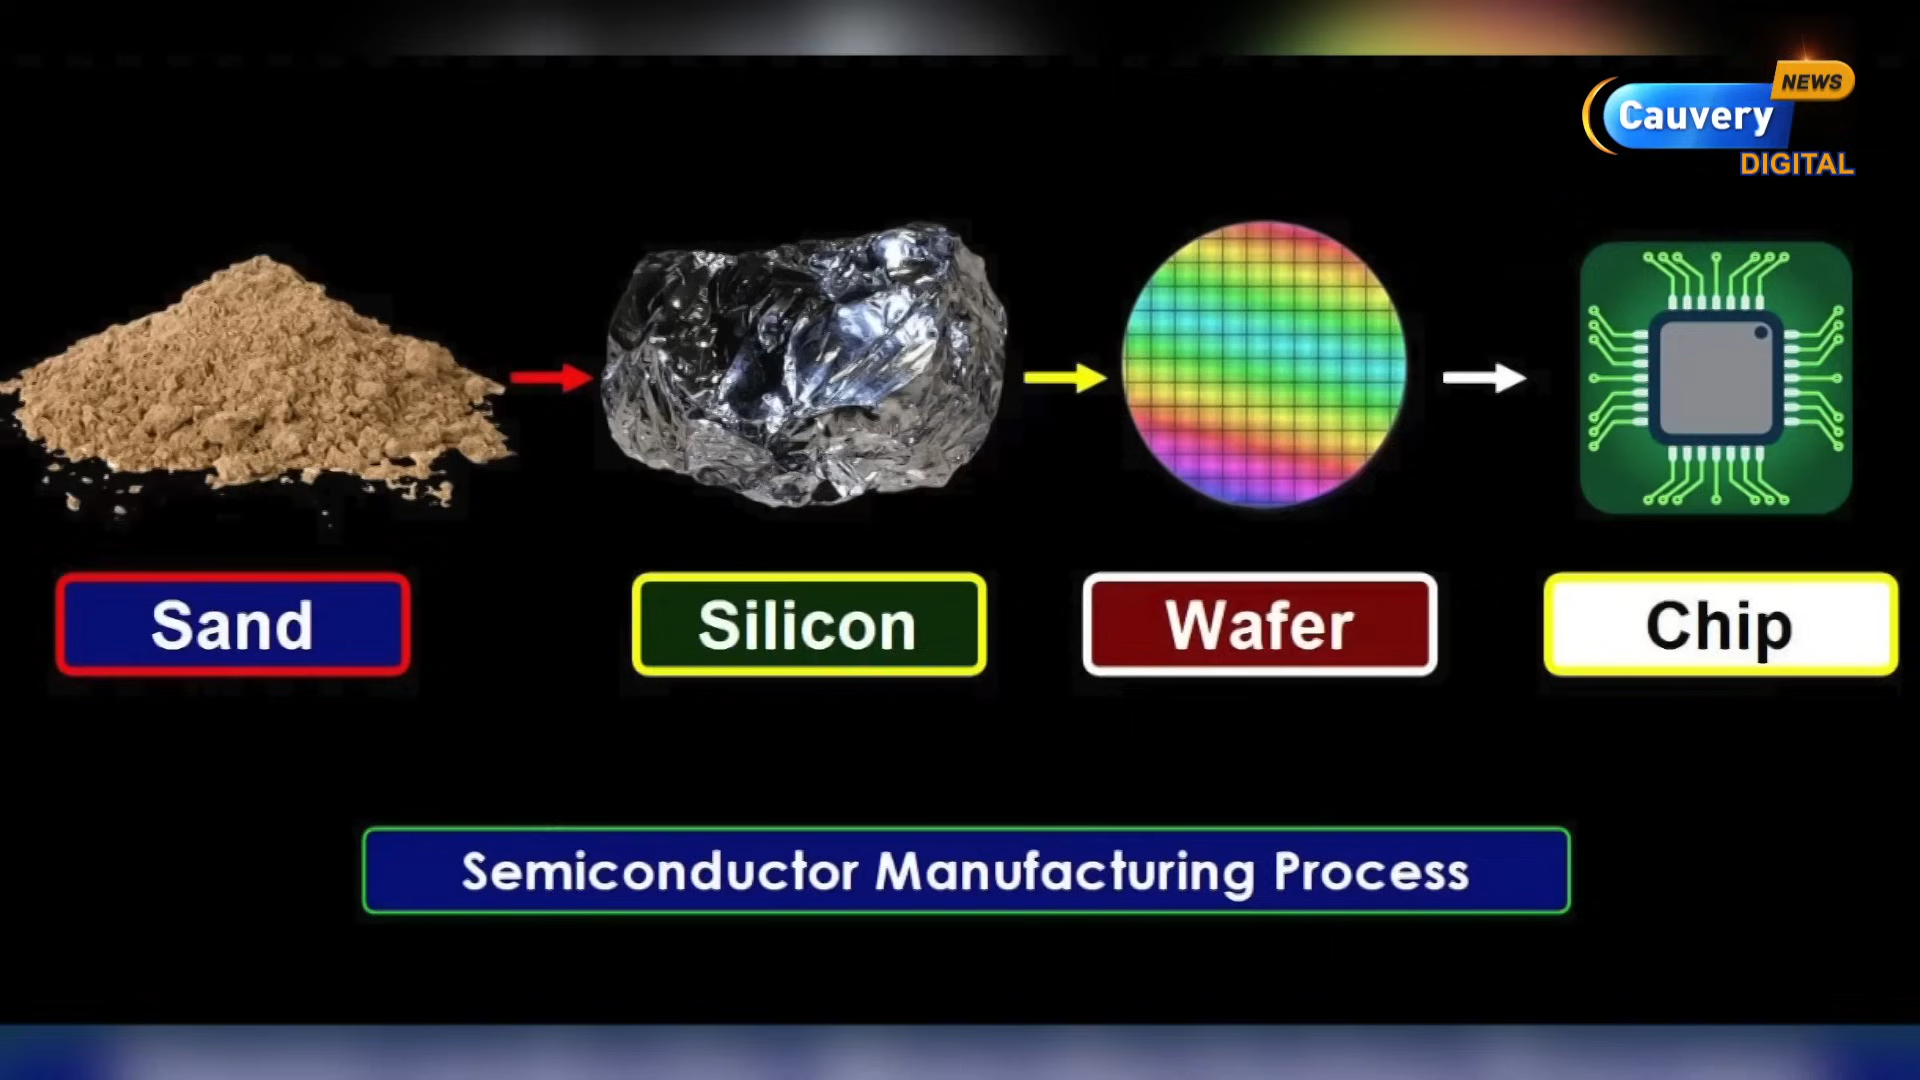 NEWS
Cauvery
DIGITAL
Sand
Silicon
Wafer
Chip
Semiconductor Manufacturing Process